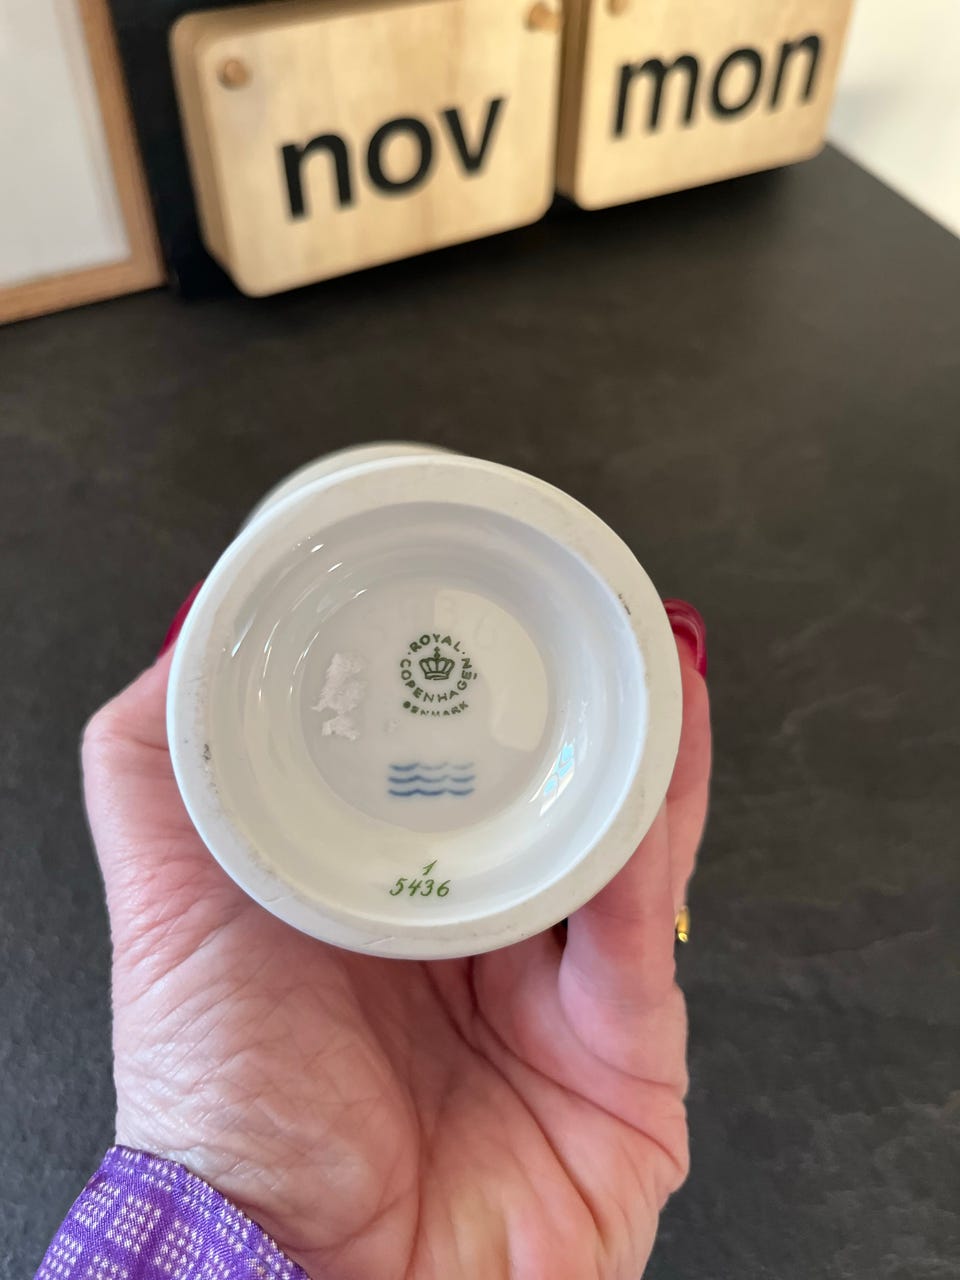 nov
mon
ROYAL
COPENHAGEN
DENMARK
1
5436